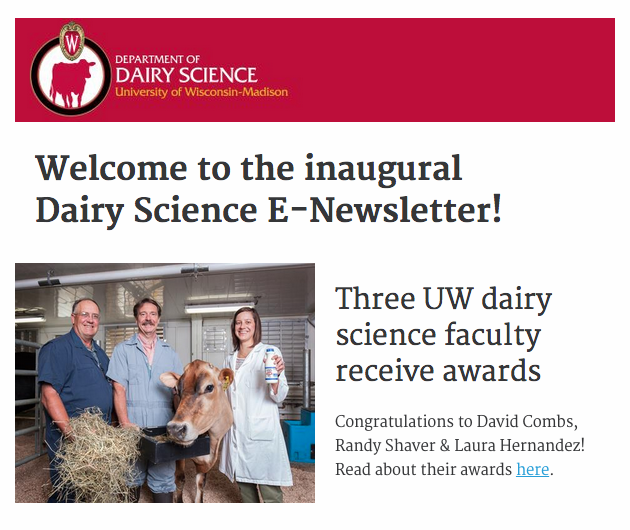 W
DEPARTMENT OF
DAIRY SCIENCE
University of Wisconsin-Madison
Welcome to the inaugural
Dairy Science E-Newsletter!
Three UW dairy
science faculty
receive awards
Congratulations to David Combs,
Randy Shaver & Laura Hernandez!
Read about their awards here.